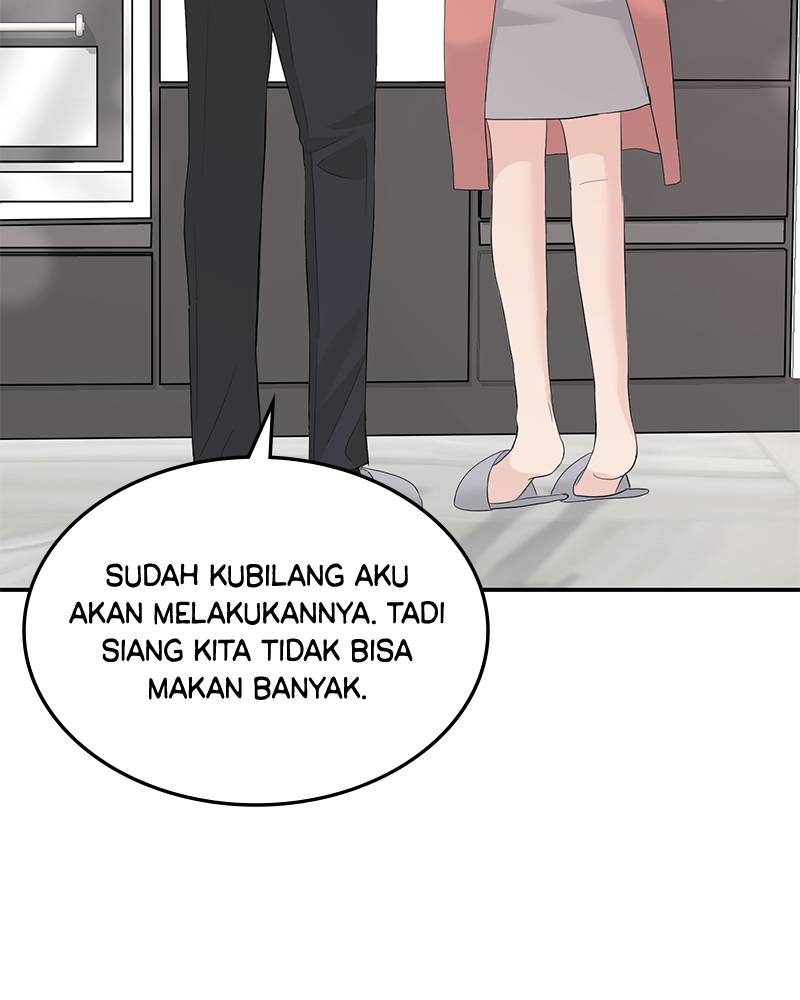 SUDAH KUBILANG AKU
AKAN MELAKUKANNYA. TADI
SIANG KITA TIDAK BISA
MAKAN BANYAK.